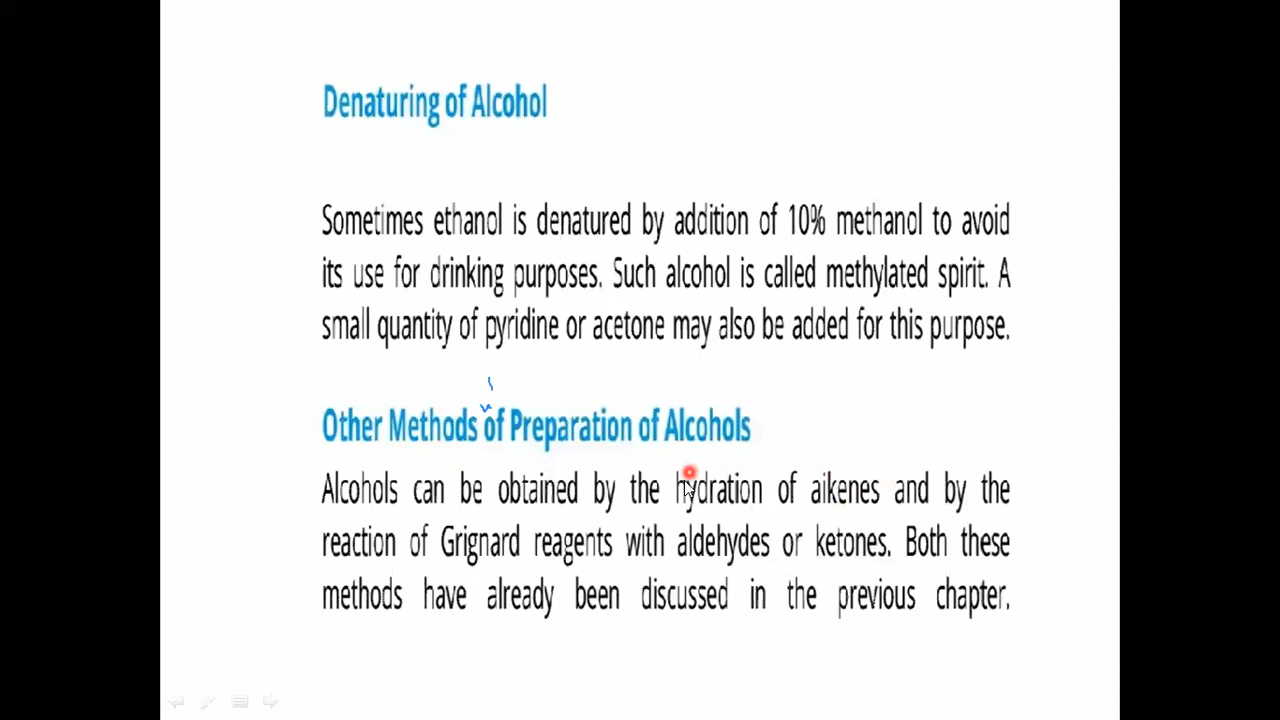 Denaturing of Alcohol
Sometimes ethanol is denatured by addition of 10% methanol to avoid
its use for drinking purposes. Such alcohol is called methylated spirit. A
small quantity of pyridine or acetone may also be added for this purpose.
Other Methods of Preparation of Alcohols
Alcohols can be obtained by the hydration of aikenes and by the
reaction of Grignard reagents with aldehydes or ketones. Both these
methods have already been discussed in the previous chapter.